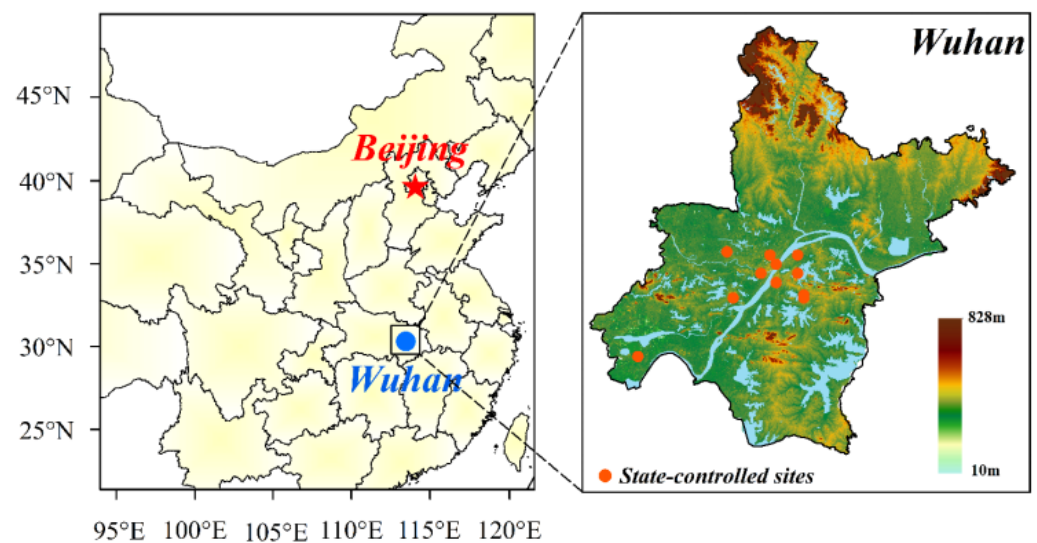 Wuhan
45°N
Beijing
40°N
35°N
30°N
Wuhan
25°N
828m
10m
State-controlled sites
95°E 100°E 105°E 110°E 115°E 120°E